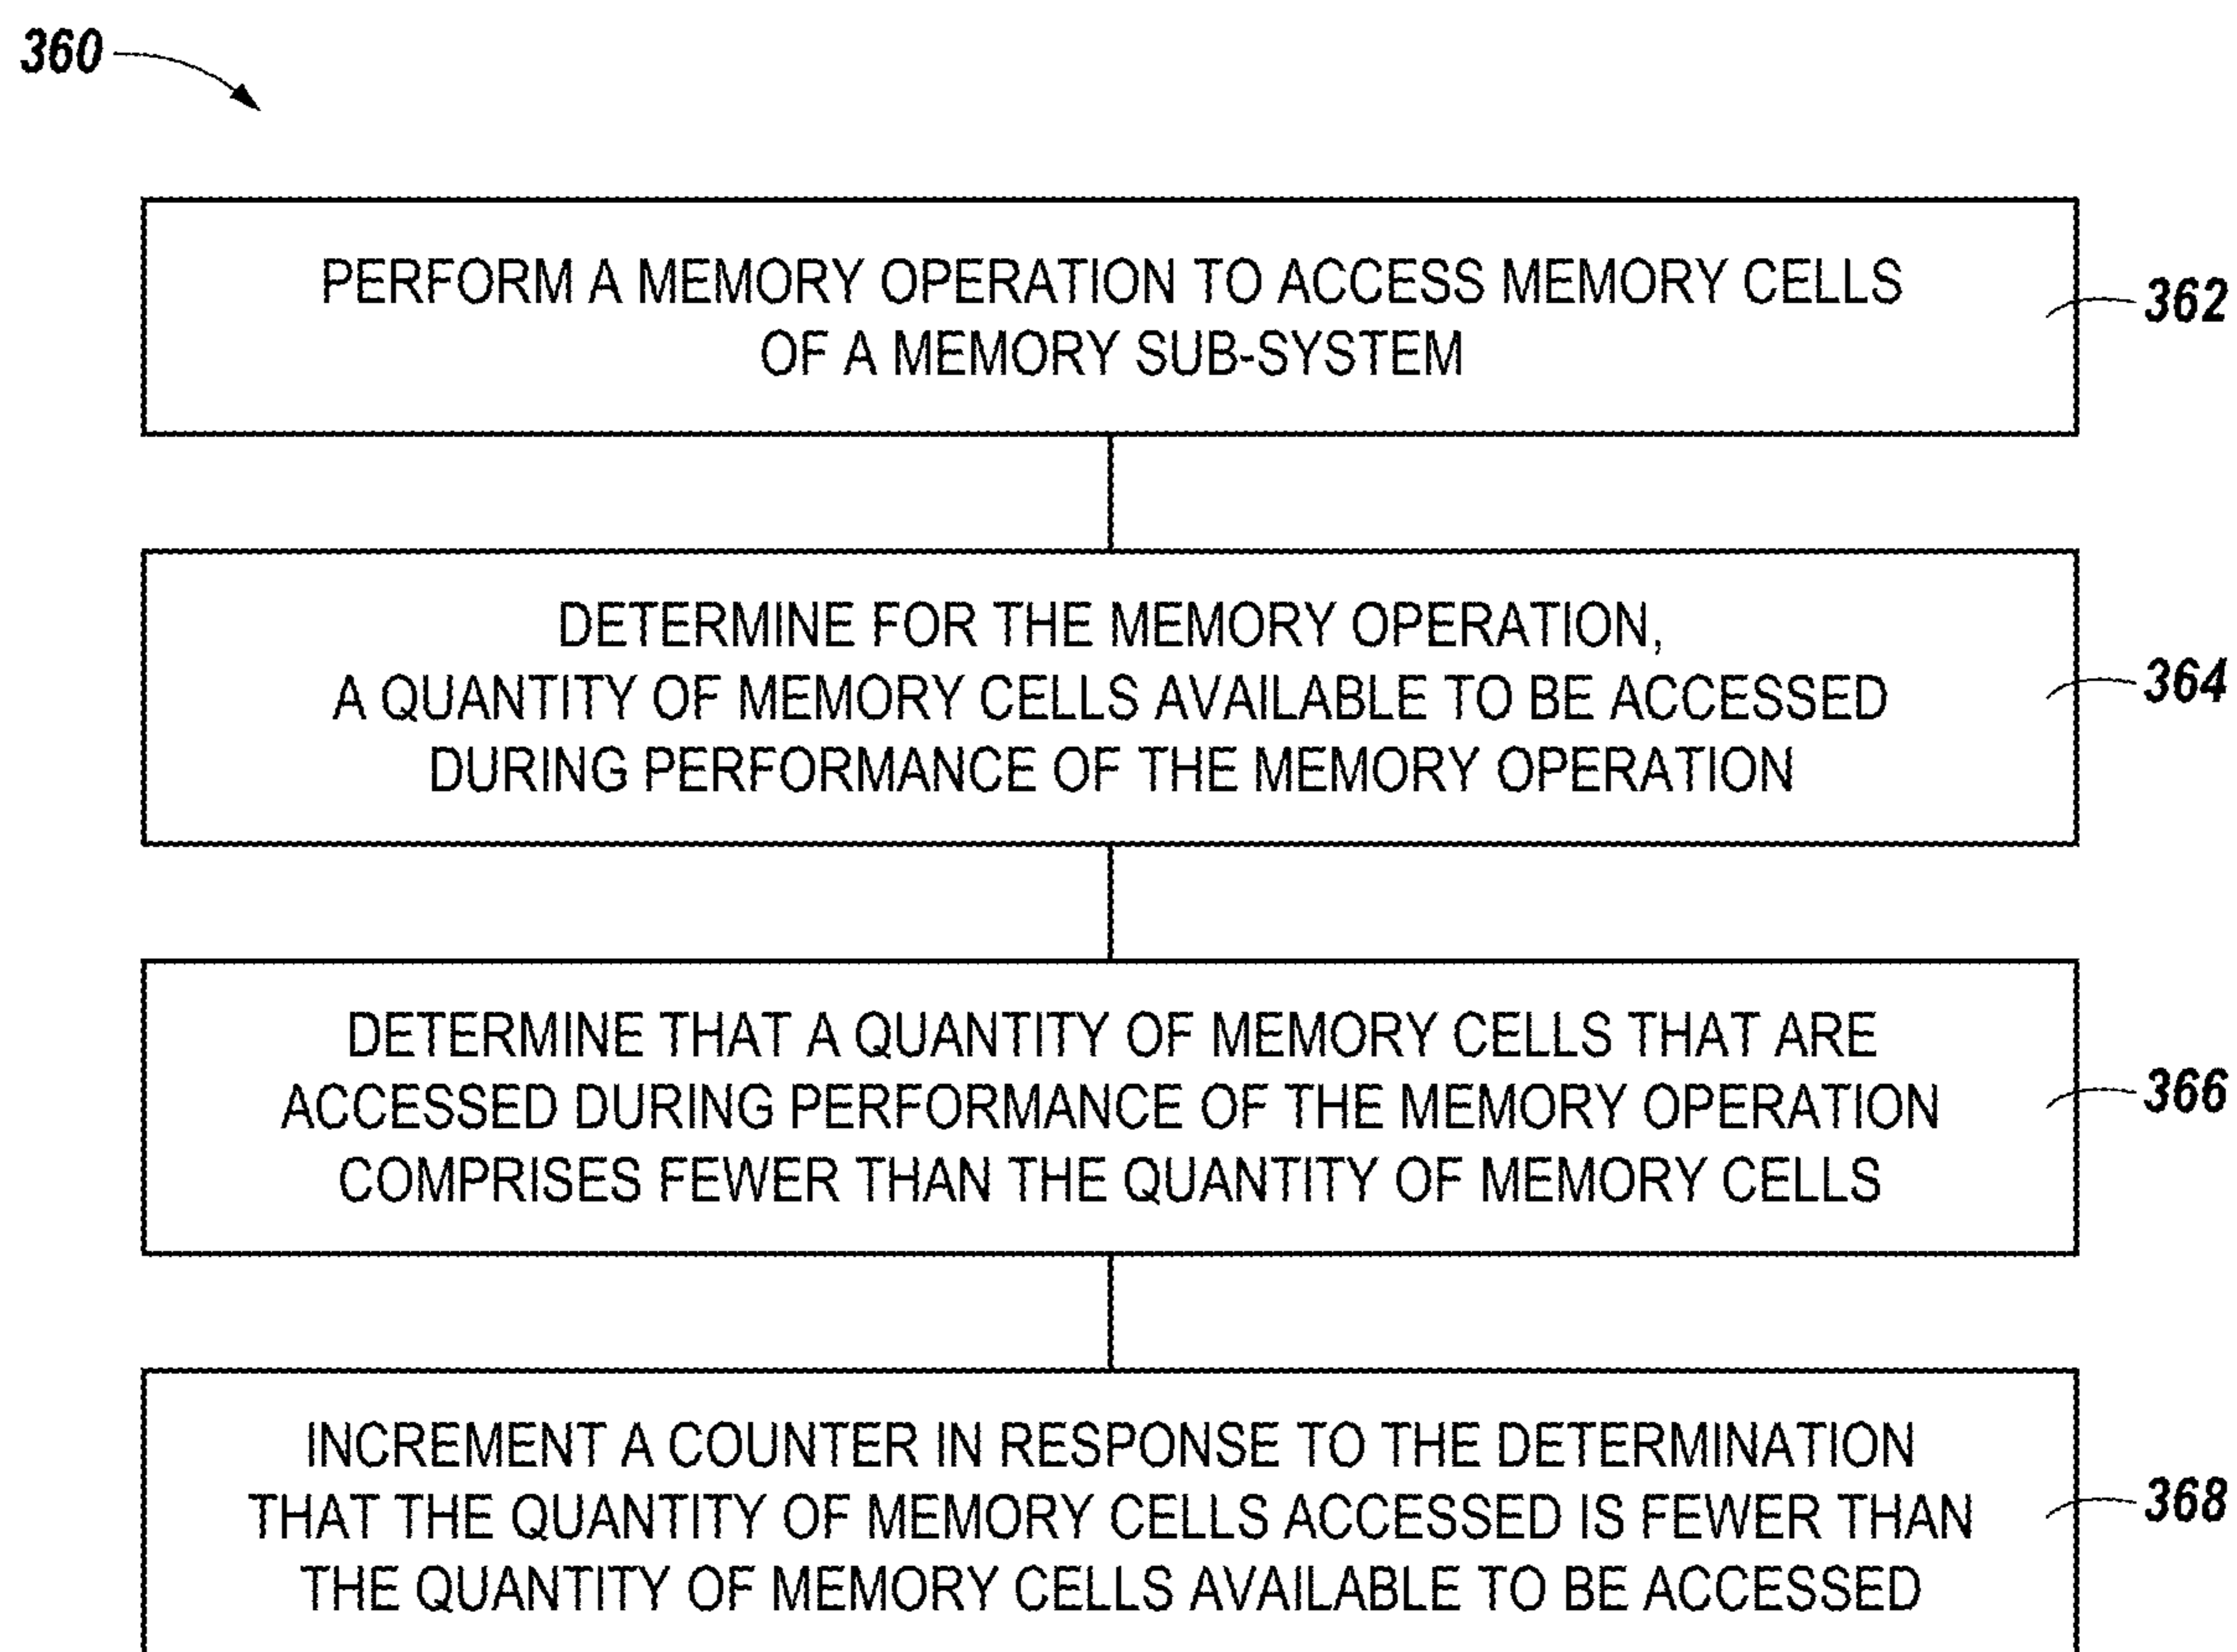 360
PERFORM A MEMORY OPERATION TO ACCESS MEMORY CELLS
OF A MEMORY SUB-SYSTEM
362
DETERMINE FOR THE MEMORY OPERATION,
A QUANTITY OF MEMORY CELLS AVAILABLE TO BE ACCESSED
DURING PERFORMANCE OF THE MEMORY OPERATION
364
DETERMINE THAT A QUANTITY OF MEMORY CELLS THAT ARE
ACCESSED DURING PERFORMANCE OF THE MEMORY OPERATION
COMPRISES FEWER THAN THE QUANTITY OF MEMORY CELLS
366
INCREMENT A COUNTER IN RESPONSE TO THE DETERMINATION
THAT THE QUANTITY OF MEMORY CELLS ACCESSED IS FEWER THAN
THE QUANTITY OF MEMORY CELLS AVAILABLE TO BE ACCESSED
368